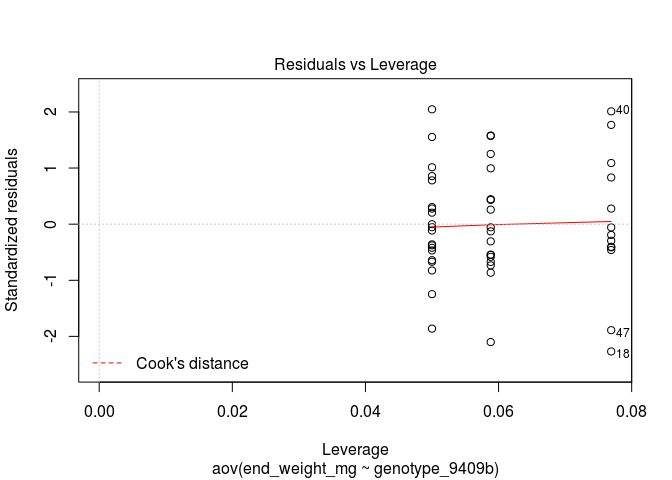 Residuals vs Leverage
Standardized residuals
2
1
0
-1
-2
40
47
18
Cook's distance
0.00 0.02 0.04 0.06 0.08
Leverage
aov(end_weight_mg ~ genotype_9409b)